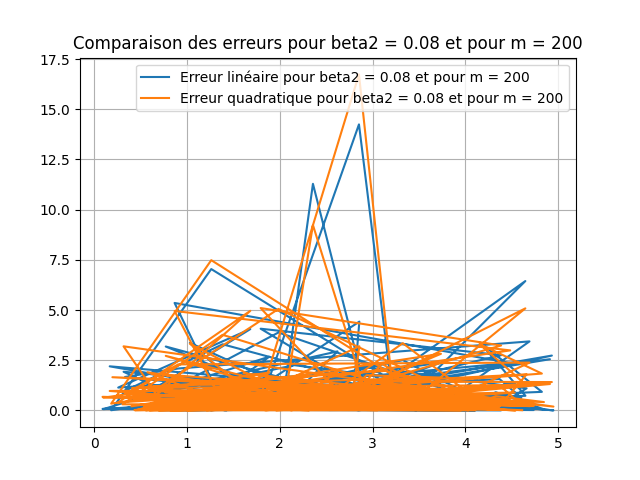 Comparaison des erreurs pour beta2 = 0.08 et pour m = 200
Erreur linéaire pour beta2 = 0.08 et pour m = 200
Erreur quadratique pour beta2 = 0.08 et pour m = 200
17.5
15.0
12.5
10.0
7.5
5.0
2.5
0.0
0 1 2 3 4 5